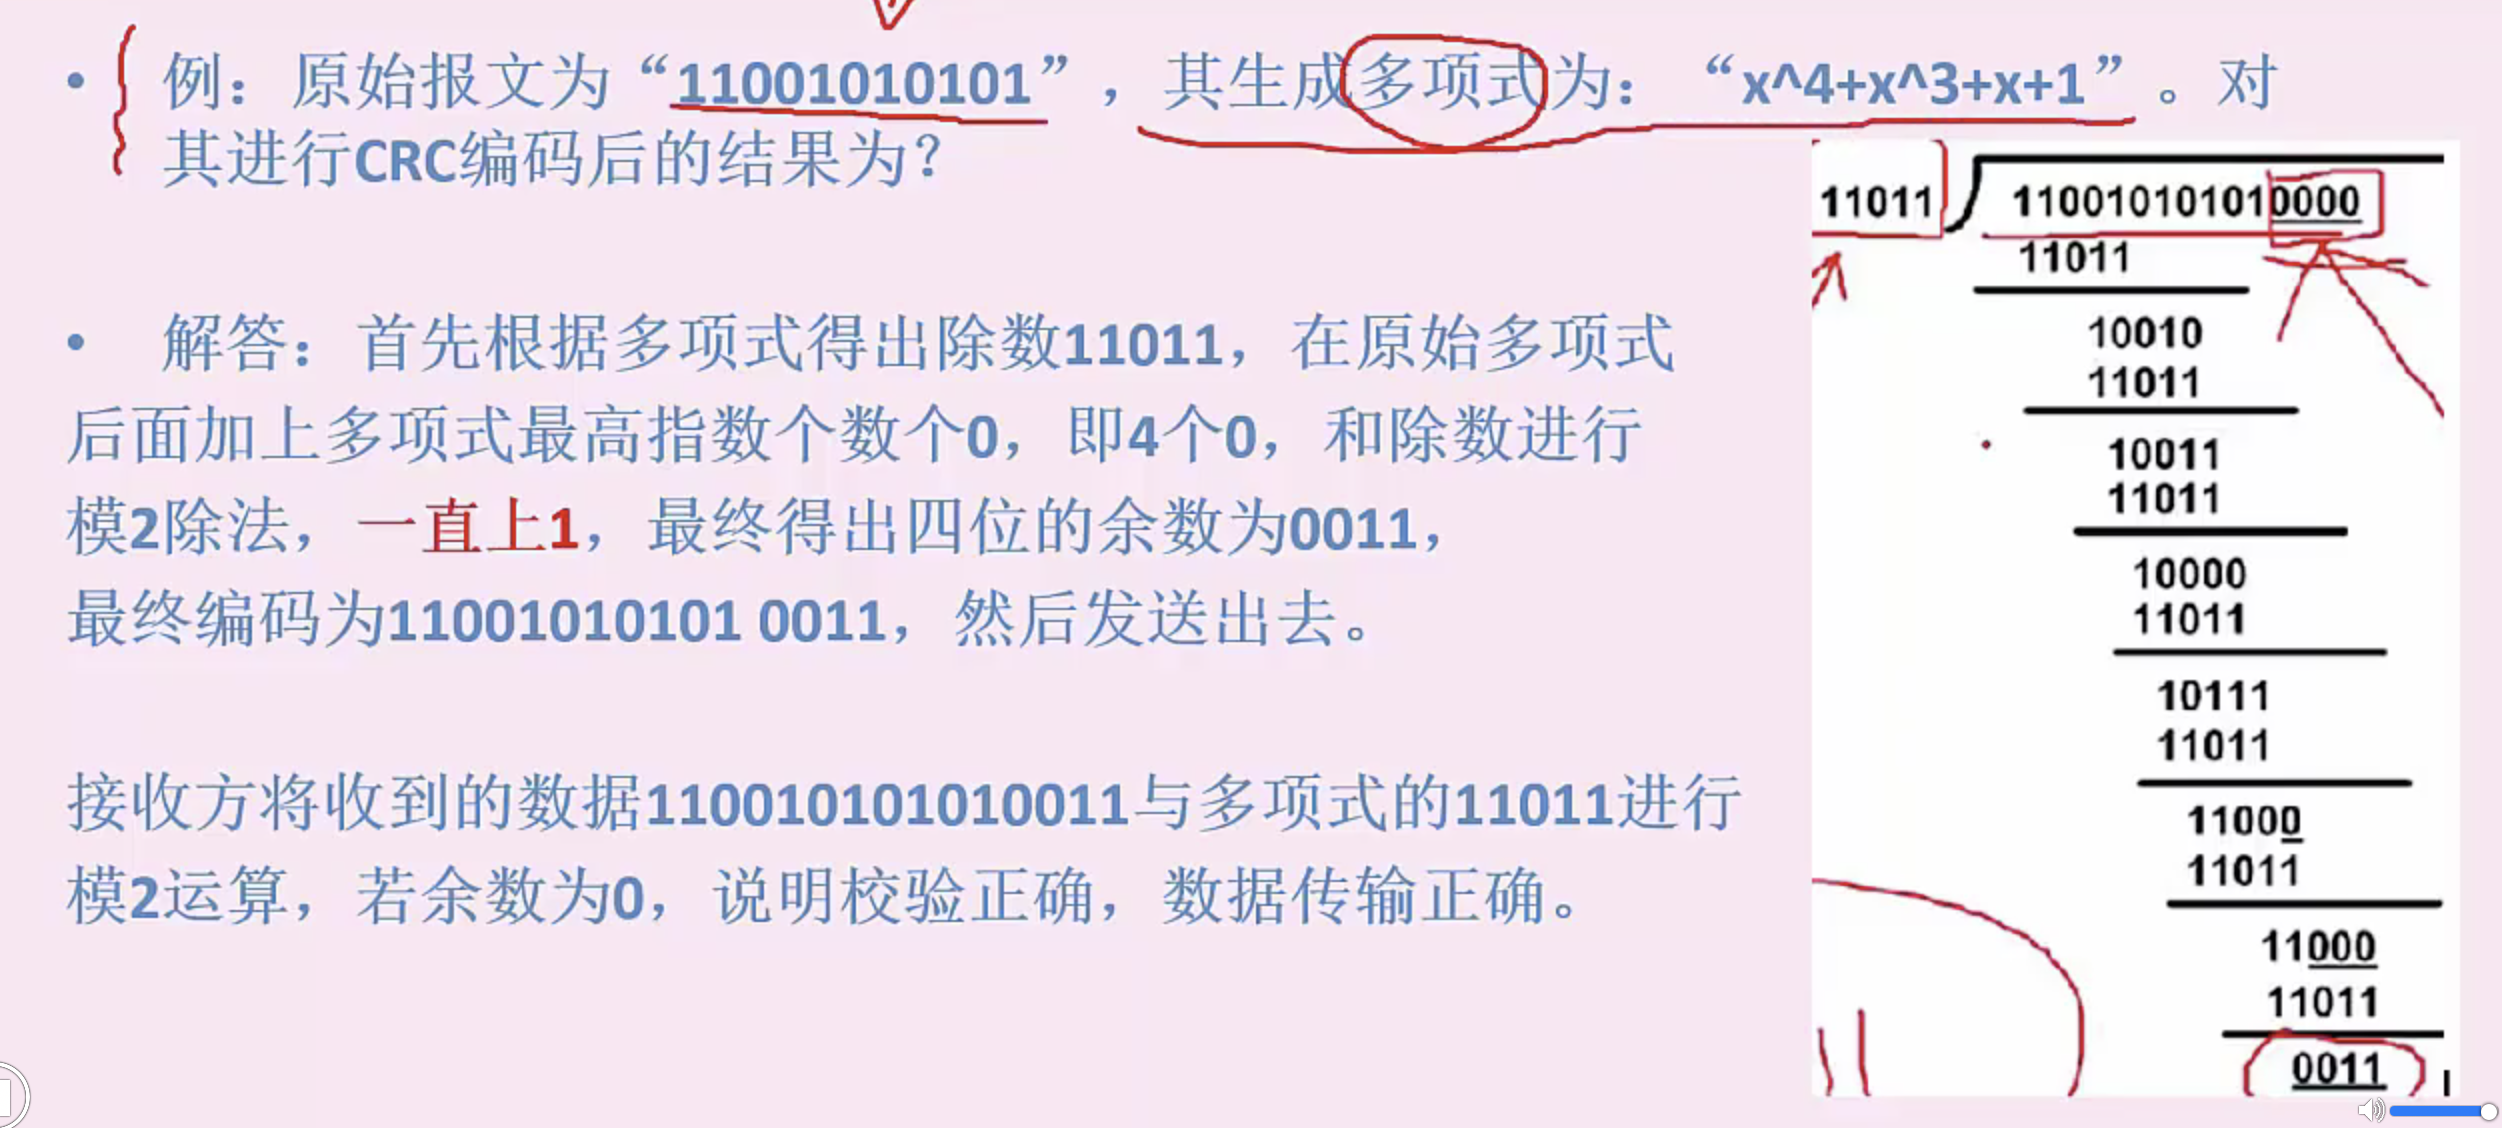 • 例：原始报文为“11001010101”，其生成多项式为：“x^4+x^3+x+1”。对
其进行CRC编码后的结果为？
• 解答：首先根据多项式得出除数11011，在原始多项式
后面加上多项式最高指数个数个0，即4个0，和除数进行
模2除法，一直上1，最终得出四位的余数为0011，
最终编码为11001010101 0011，然后发送出去。
接收方将收到的数据110010101010011与多项式的11011进行
模2运算，若余数为0，说明校验正确，数据传输正确。
11011 110010101010000
11011
10010
11011
10011
11011
10000
11011
10111
11011
11000
11011
11000
11011
0011